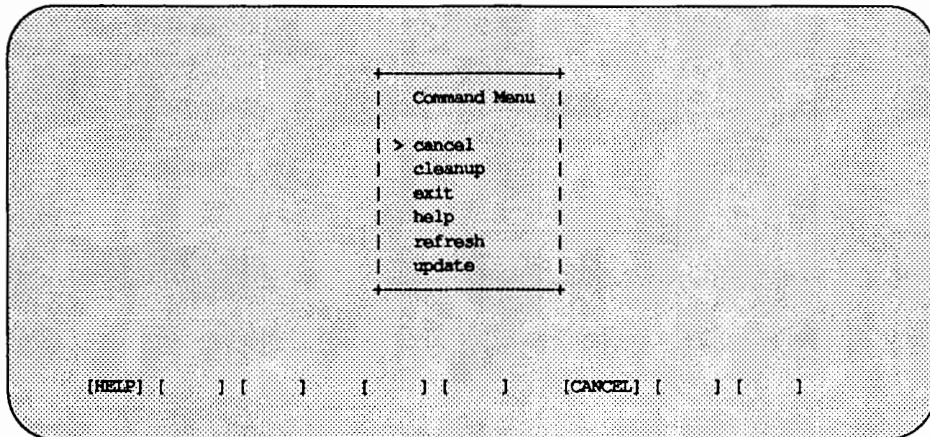 Command Menu
> cancel
cleanup
exit
help
refresh
update
[HELP] [ ] [ ] [ ] [ ] [CANCEL] [ ] [ ]